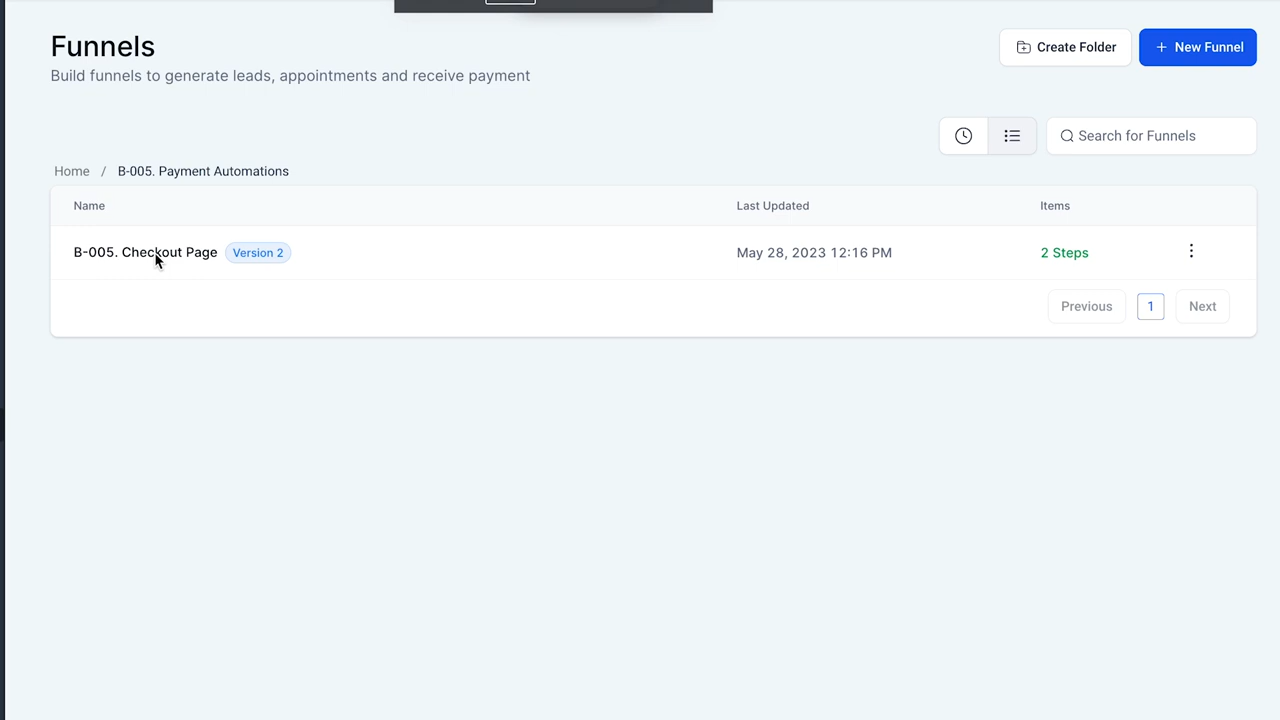 Funnels
Build funnels to generate leads, appointments and receive payment
Create Folder
+ New Funnel
Search for Funnels
Home / B-005. Payment Automations
Name Last Updated Items
B-005. Checkout Page Version 2 May 28, 2023 12:16 PM 2 Steps
Previous 1 Next